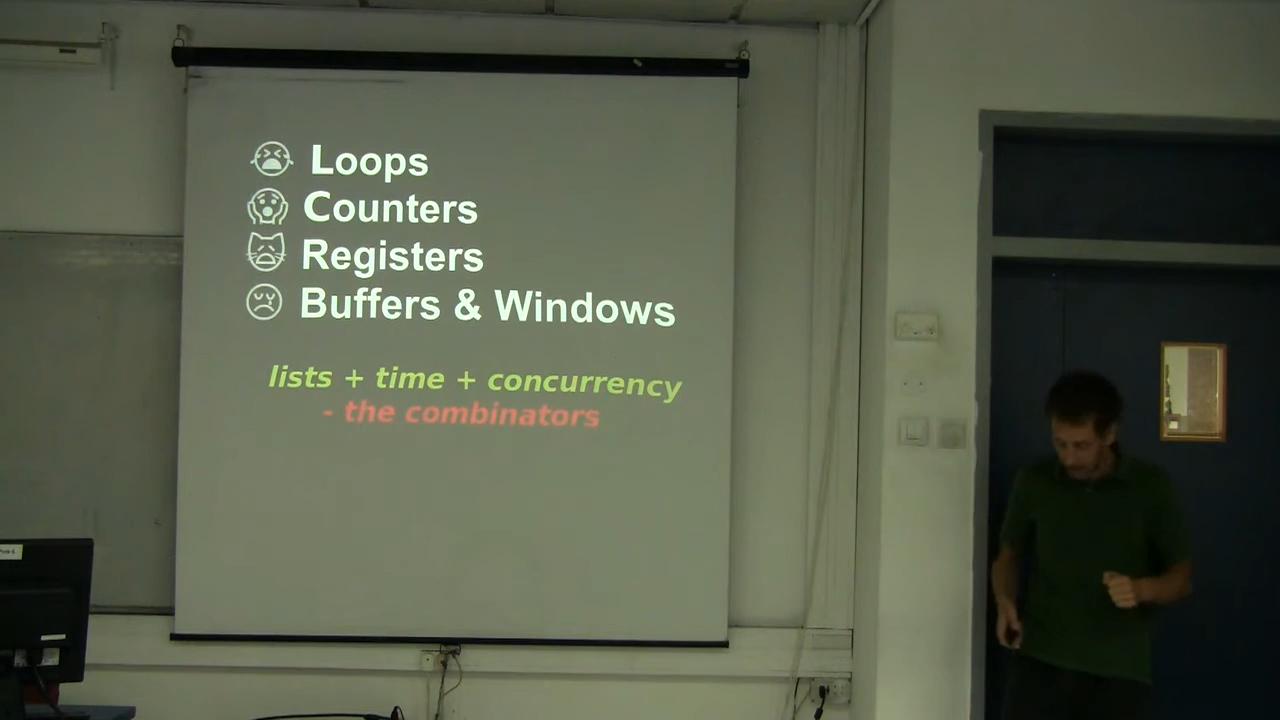 😭 Loops
😱 Counters
😿 Registers
😢 Buffers & Windows
lists + time + concurrency
- the combinators